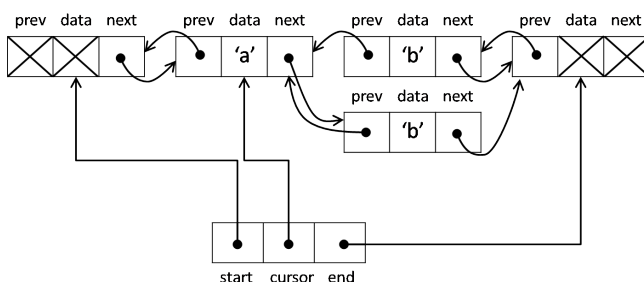 prev data next prev data next prev data next prev data next
‘a’ ‘b’
prev data next
‘b’
start cursor end